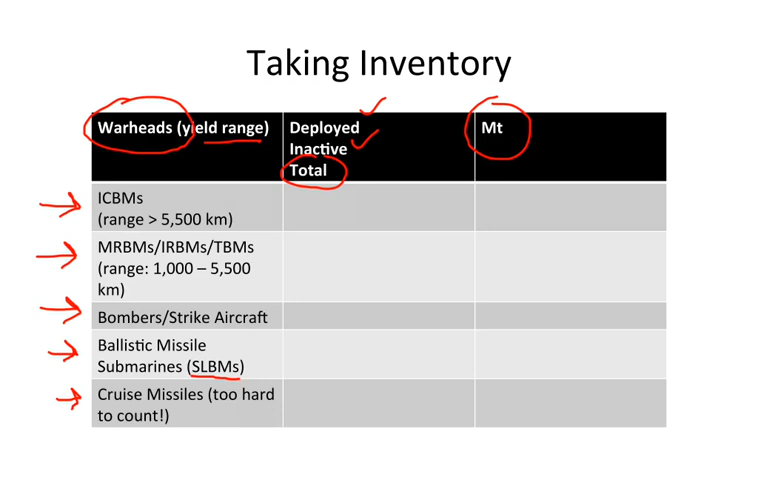 Taking Inventory
Warheads (yield range)
Deployed
Inactive
Total
Mt
ICBMs
(range > 5,500 km)
MRBMs/IRBMs/TBMs
(range: 1,000 – 5,500
km)
Bombers/Strike Aircraft
Ballistic Missile
Submarines (SLBMs)
Cruise Missiles (too hard
to count!)